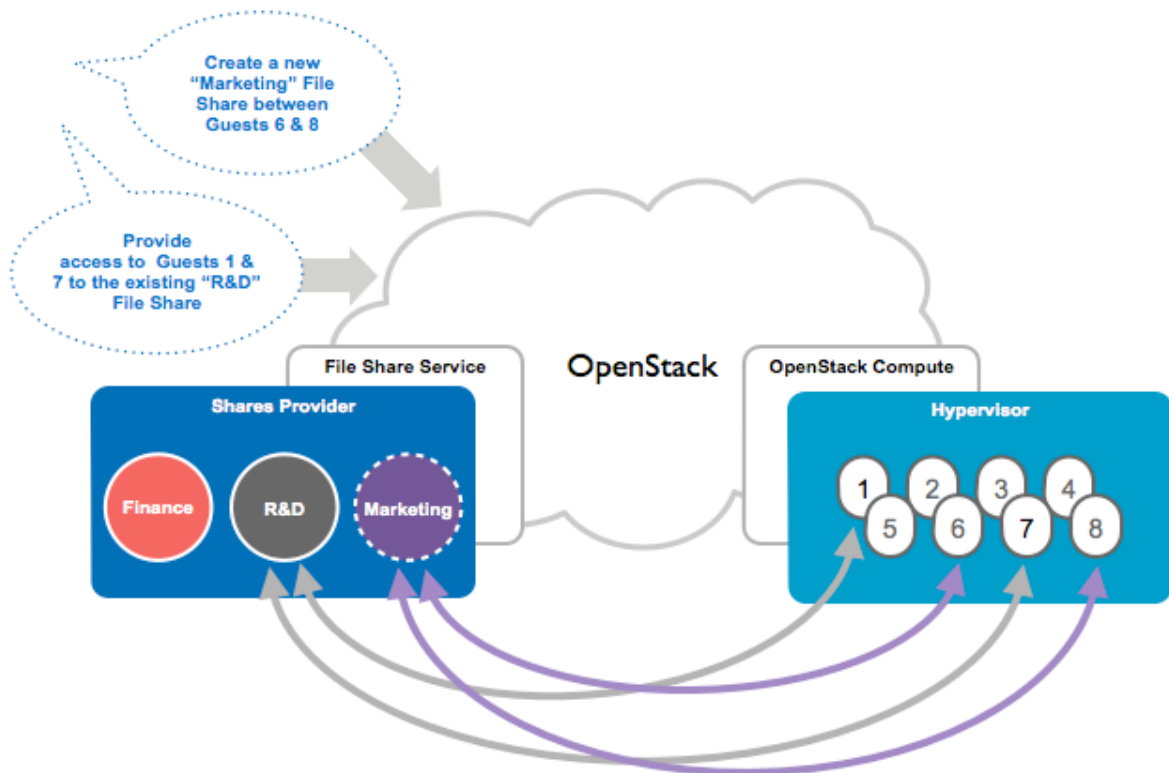 Create a new
“Marketing” File
Share between
Guests 6 & 8
Provide
access to Guests 1 &
7 to the existing “R&D”
File Share
OpenStack
File Share Service
OpenStack Compute
Shares Provider
Hypervisor
Finance
R&D
Marketing
1
2
3
4
5
6
7
8